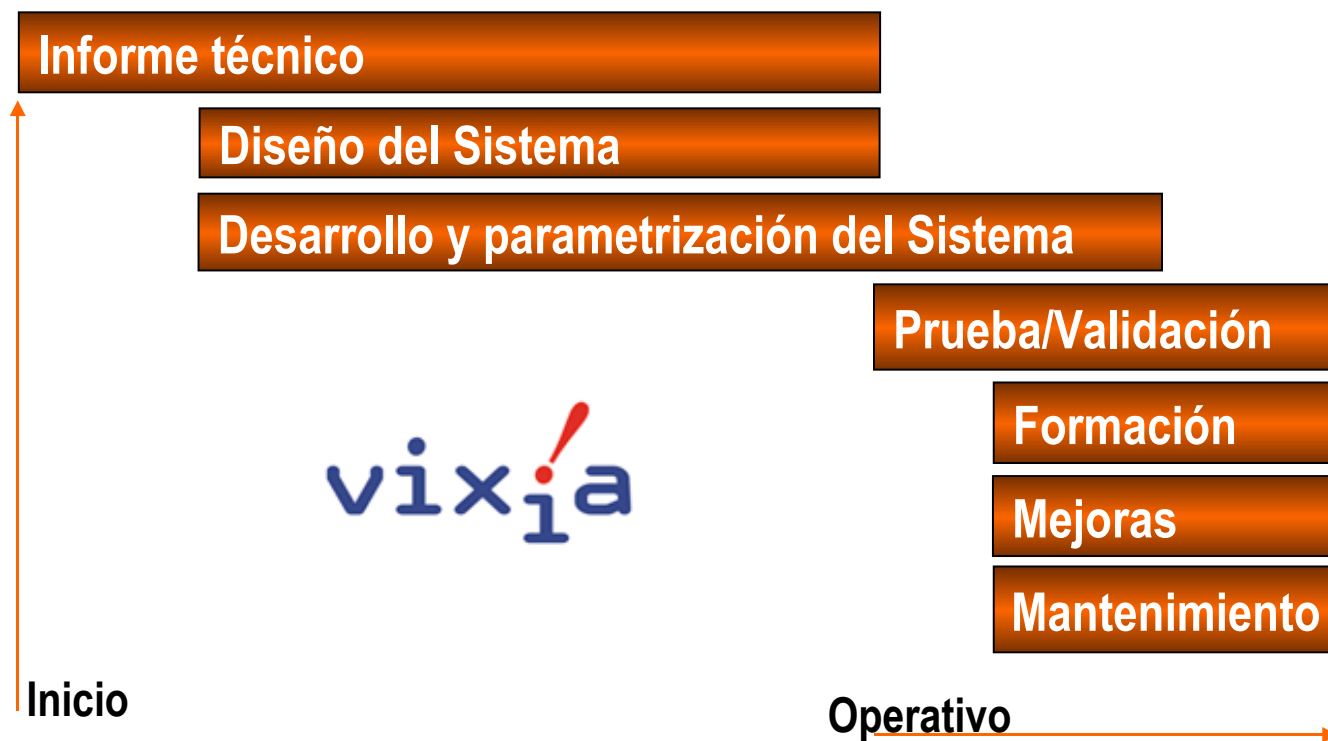 Informe técnico
Diseño del Sistema
Desarrollo y parametrización del Sistema
Prueba/Validación
Formación
vixia
Mejoras
Mantenimiento
Inicio
Operativo